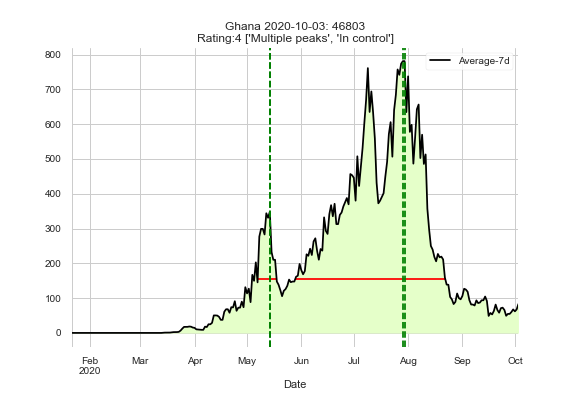 Ghana 2020-10-03: 46803
Rating:4 ['Multiple peaks', 'In control']
Average-7d
800
700
600
500
400
300
200
100
0
Feb
2020
Mar
Apr
May
Jun
Jul
Aug
Sep
Oct
Date